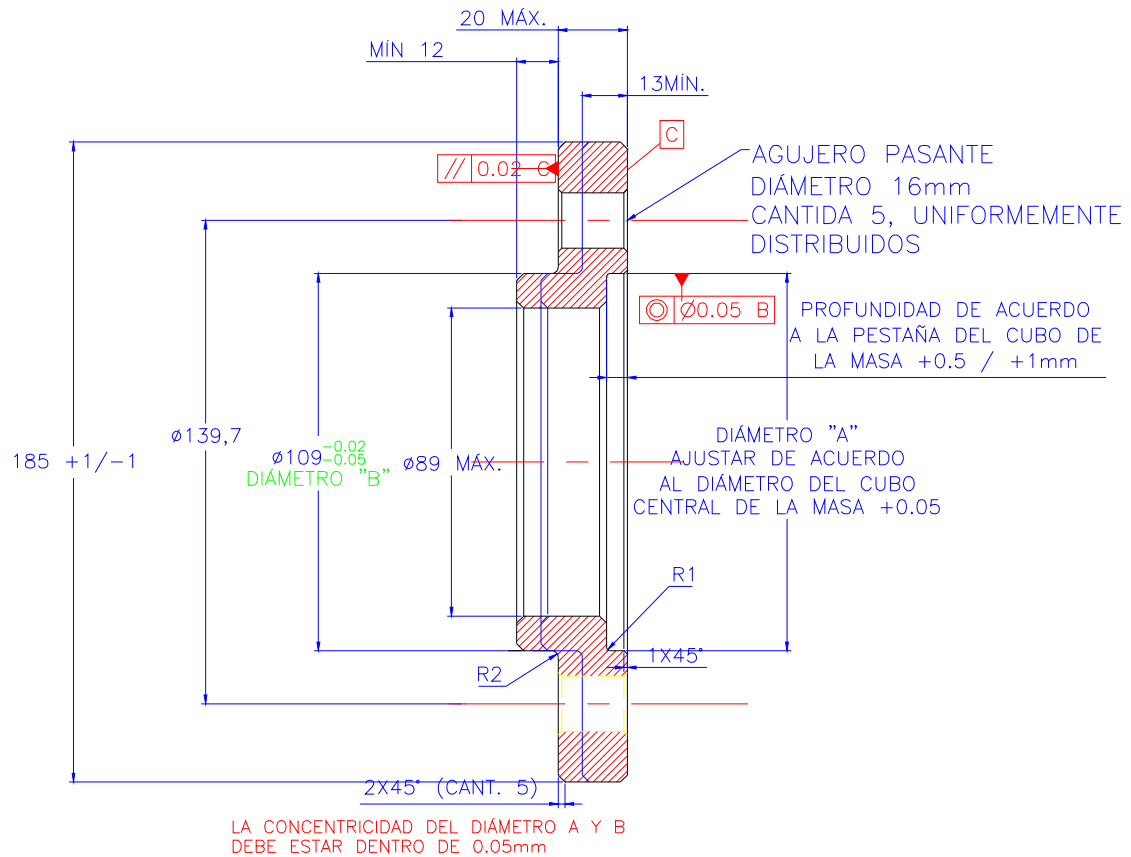 20 MÁX.
MÍN 12
13MÍN.
C
// 0.02 C
AGUJERO PASANTE
DIÁMETRO 16mm
CANTIDA 5, UNIFORMEMENTE
DISTRIBUIDOS
Ø0.05 B
PROFUNDIDAD DE ACUERDO
A LA PESTAÑA DEL CUBO DE
LA MASA +0.5 / +1mm
185 +1/-1
Ø139,7
Ø109 -0.02
-0.05
DIÁMETRO "B"
Ø89 MÁX.
DIÁMETRO "A"
AJUSTAR DE ACUERDO
AL DIÁMETRO DEL CUBO
CENTRAL DE LA MASA +0.05
R1
1X45°
R2
2X45° (CANT. 5)
LA CONCENTRICIDAD DEL DIÁMETRO A Y B
DEBE ESTAR DENTRO DE 0.05mm